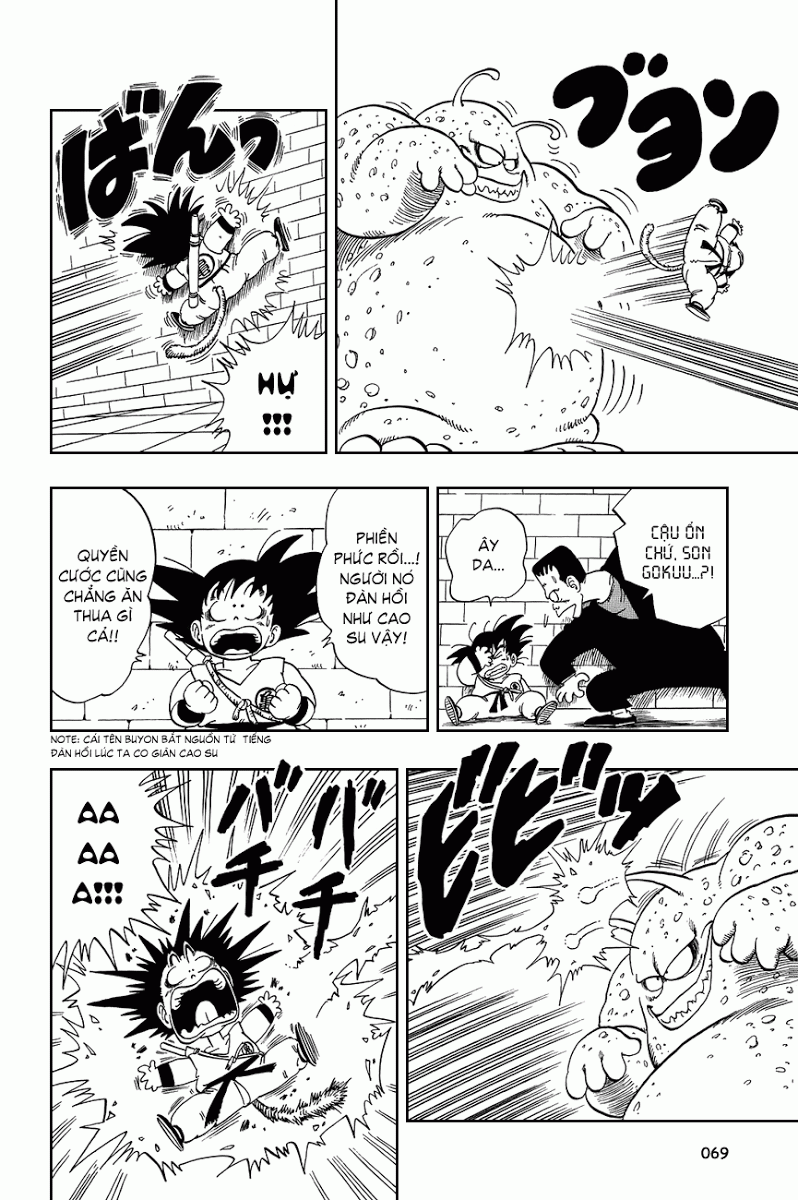 ブヨン
ばんっ
HỰ
!!!
CẬU ỔN
CHỨ, SON
GOKUU...?!
ÂY
DA...
PHIỀN
PHỨC RỒI...!
NGƯỜI NÓ
ĐÀN HỒI
NHƯ CAO
SU VẬY!
QUYỀN
CƯỚC CŨNG
CHẲNG ĂN
THUA GÌ
CẢ!!
NOTE: CÁI TÊN BUYON BẮT NGUỒN TỪ TIẾNG
ĐÀN HỒI LÚC TA CO GIÃN CAO SU
ビビビッ
バチ
バチ
AA
AA
A!!!
069